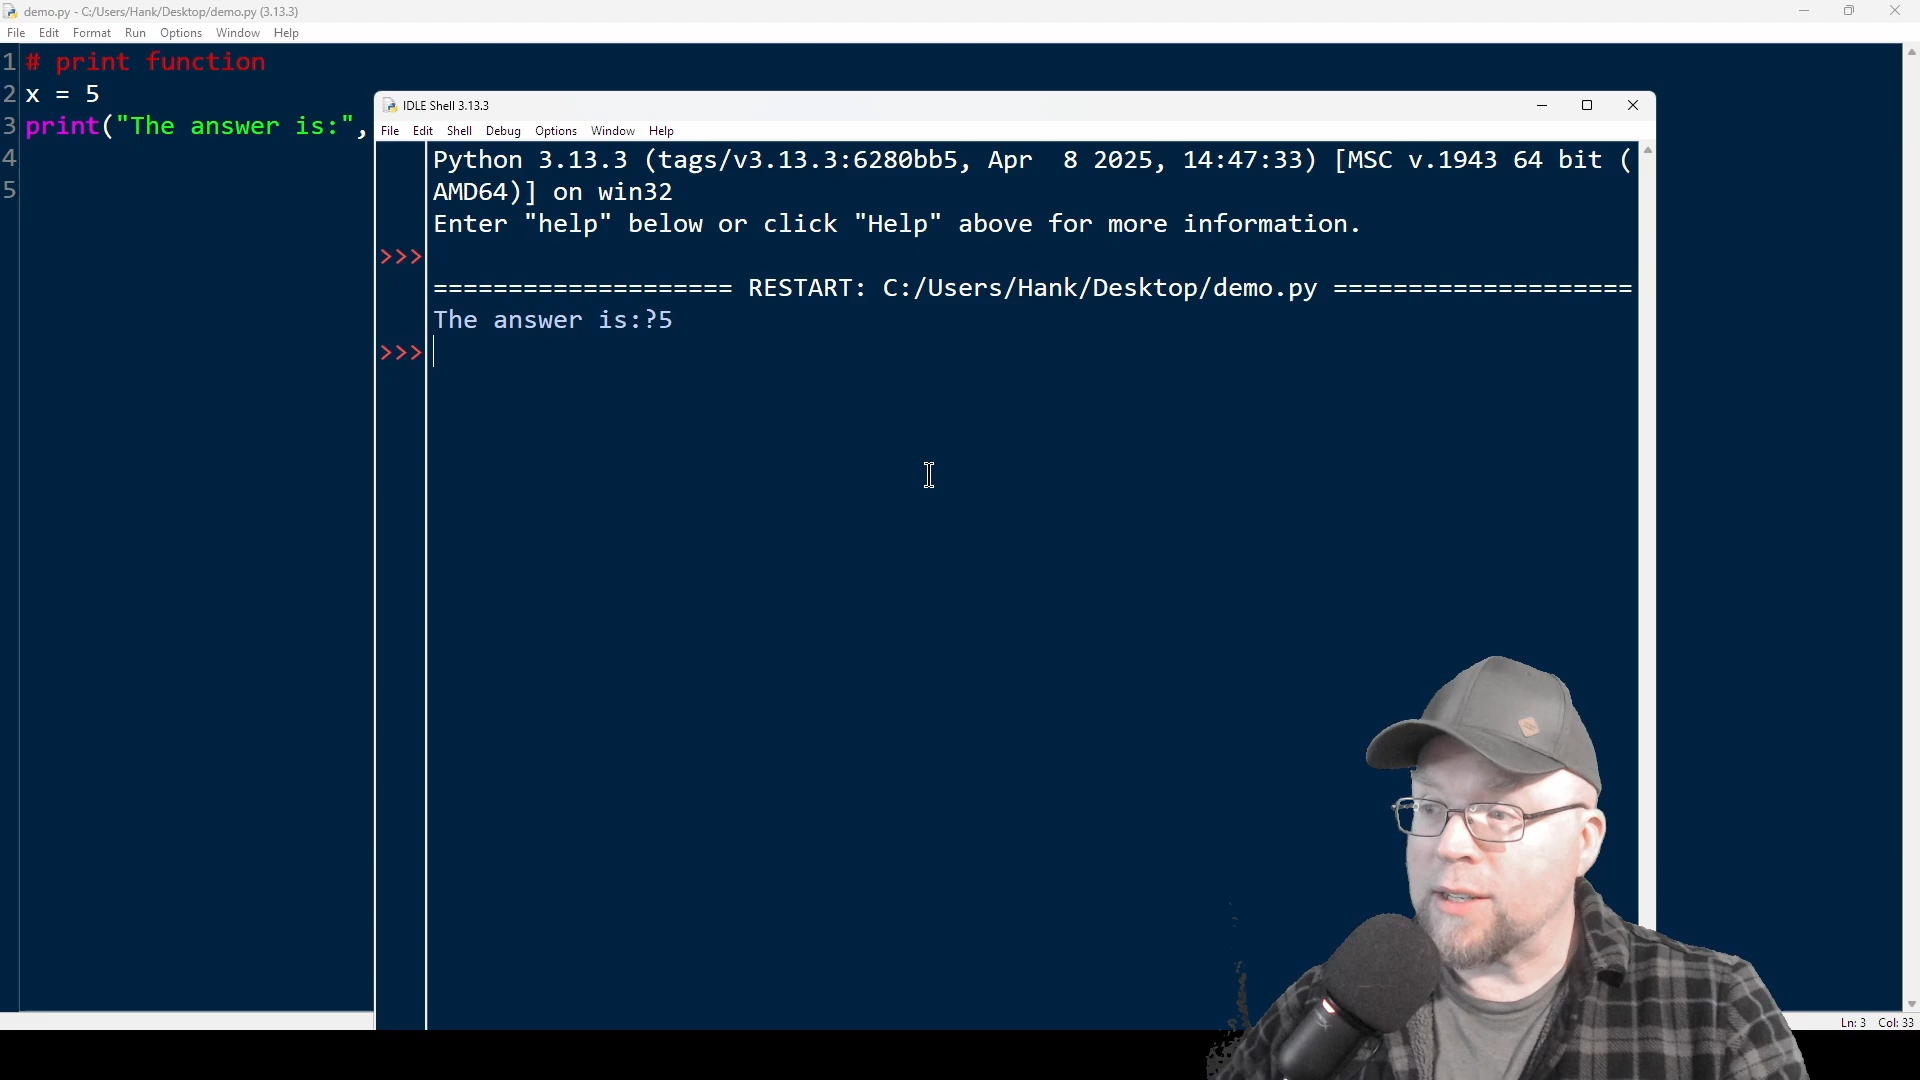 demo.py - C:/Users/Hank/Desktop/demo.py (3.13.3)
File Edit Format Run Options Window Help
1 # print function
2 x = 5
3 print("The answer is:",
4
5
IDLE Shell 3.13.3
File Edit Shell Debug Options Window Help
Python 3.13.3 (tags/v3.13.3:6280bb5, Apr  8 2025, 14:47:33) [MSC v.1943 64 bit (
AMD64)] on win32
Enter "help" below or click "Help" above for more information.
>>>
==================== RESTART: C:/Users/Hank/Desktop/demo.py ====================
The answer is:?5
>>>
Ln: 3 Col: 33